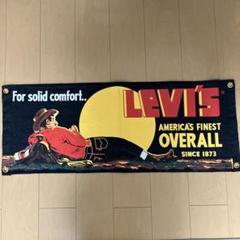 For solid comfort..
LEVI'S
AMERICA'S FINEST
OVERALL
SINCE 1873